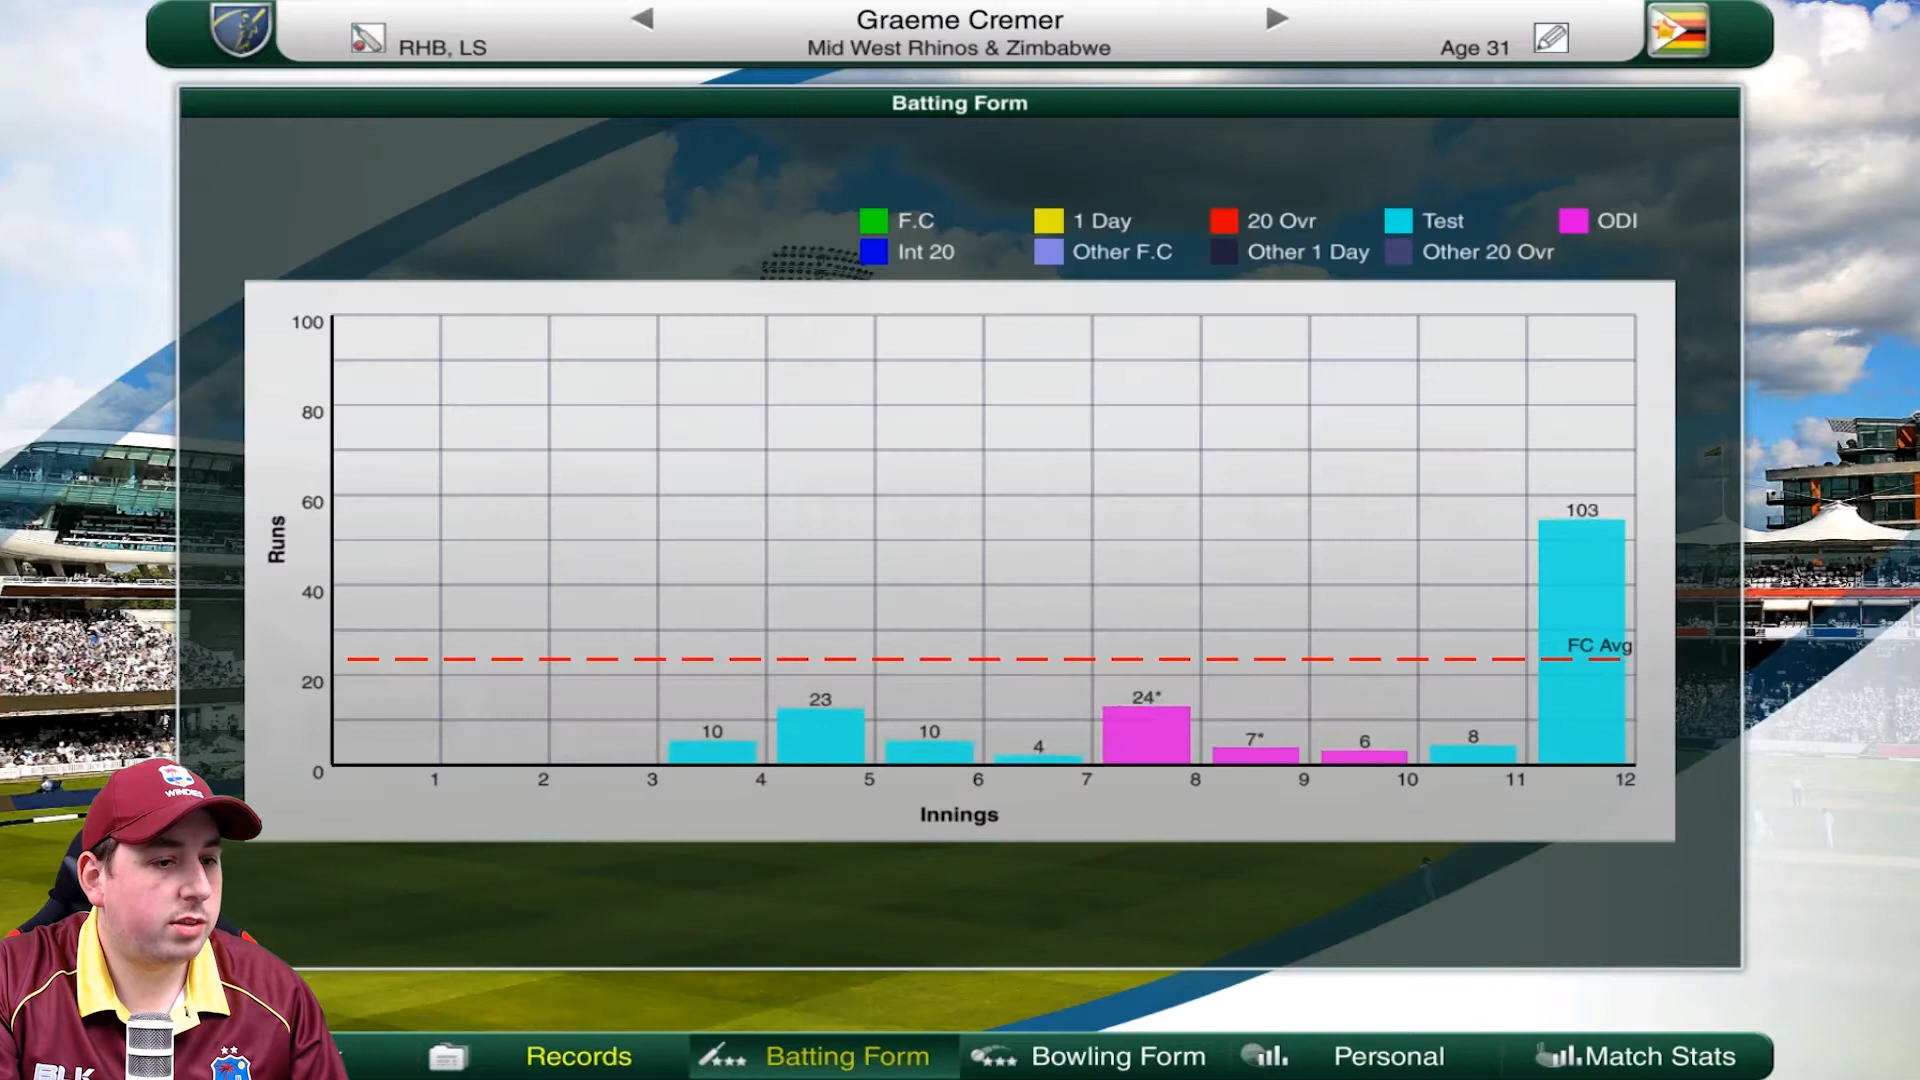 RHB, LS
Graeme Cremer
Mid West Rhinos & Zimbabwe
Age 31
Batting Form
F.C
1 Day
20 Ovr
Test
ODI
Int 20
Other F.C
Other 1 Day
Other 20 Ovr
100
80
60
40
20
0
Runs
10
23
10
4
24*
7*
6
8
103
FC Avg
1
2
3
4
5
6
7
8
9
10
11
12
Innings
WINDIES
BLK
Records
Batting Form
Bowling Form
Personal
Match Stats